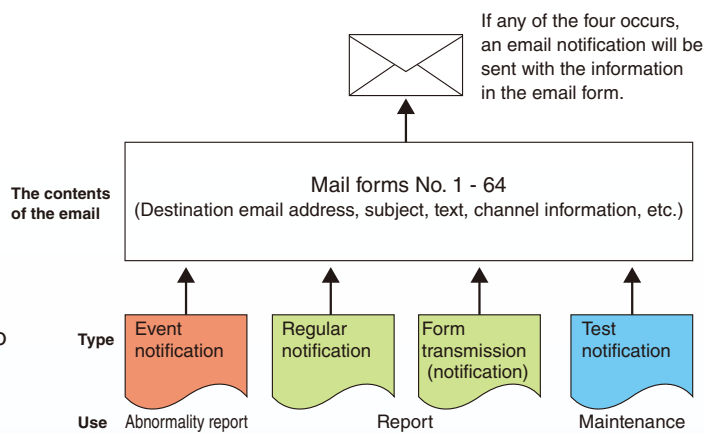 If any of the four occurs,
an email notification will be
sent with the information
in the email form.
The contents
of the email
Mail forms No. 1 - 64
(Destination email address, subject, text, channel information, etc.)
Type
Event
notification
Regular
notification
Form
transmission
(notification)
Test
notification
Use
Abnormality report
Report
Maintenance